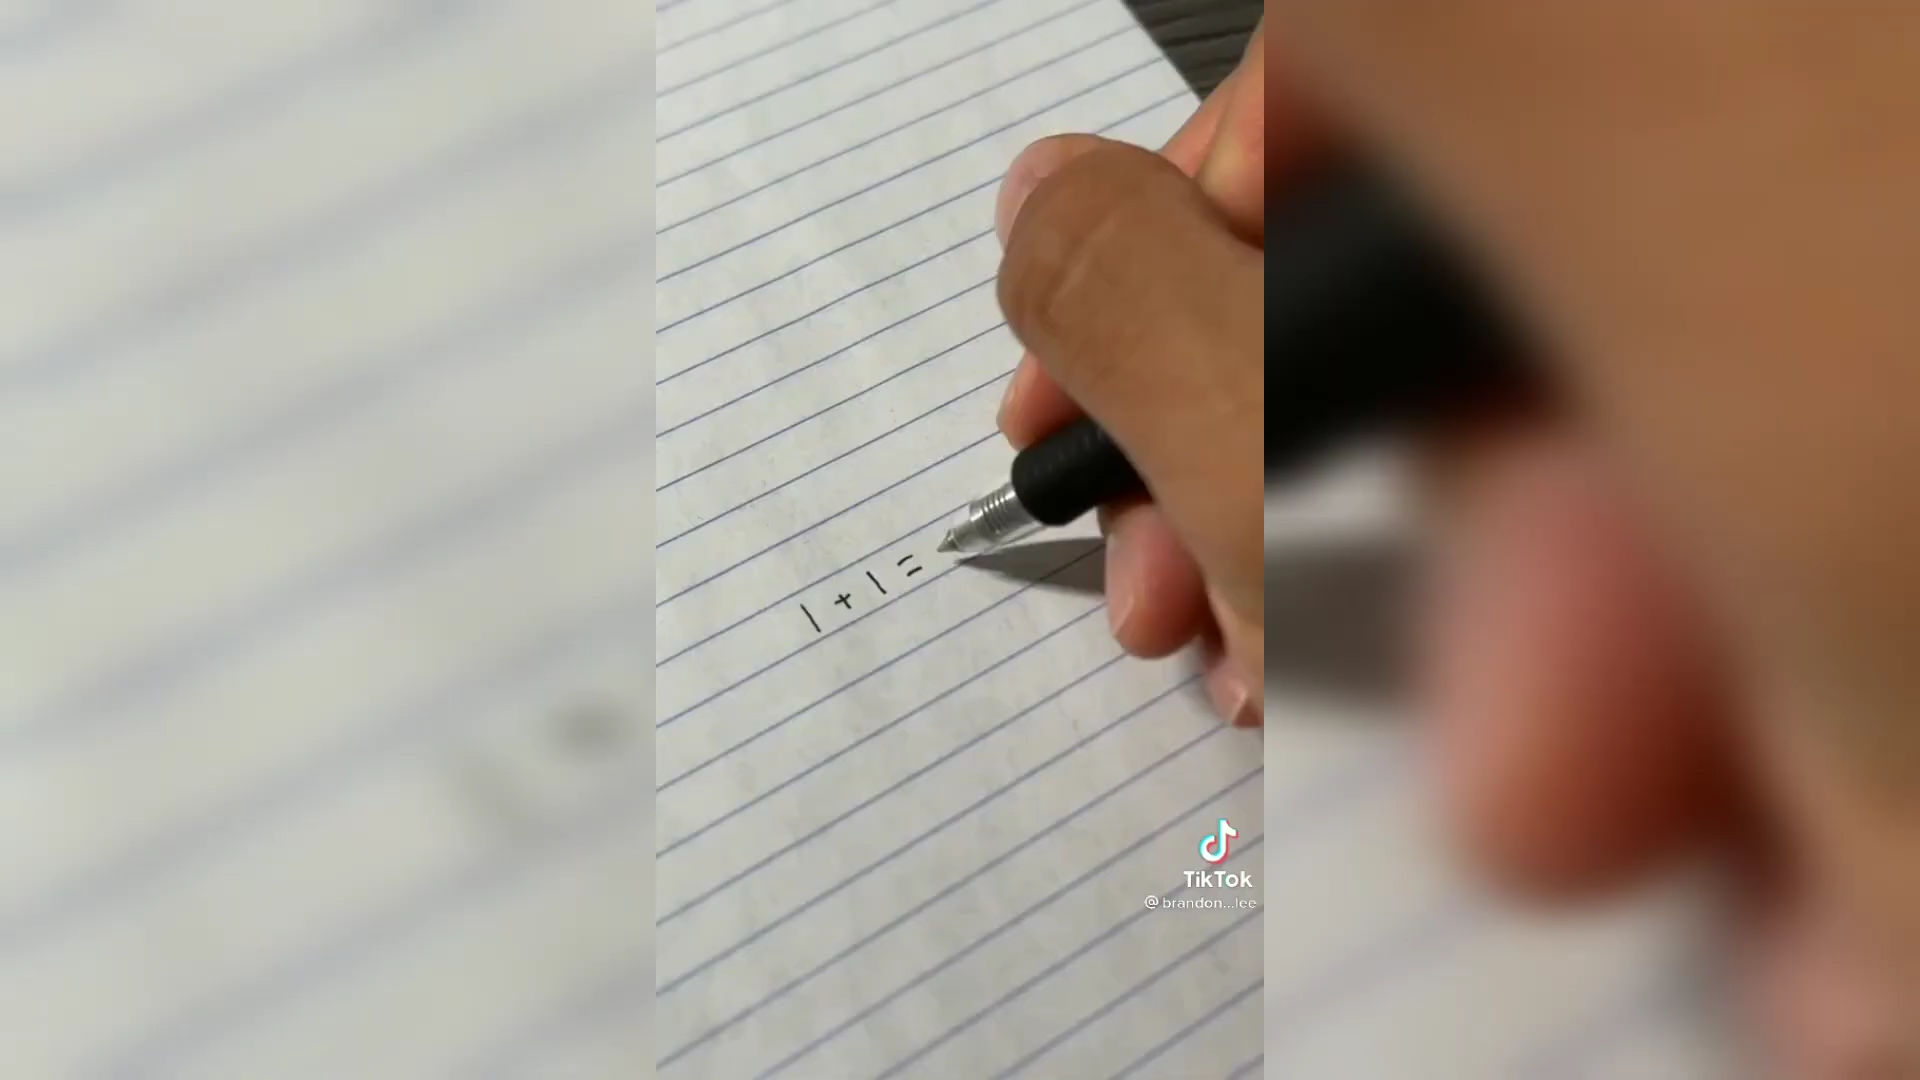 1 + 1 =
TikTok
@brandon...lee